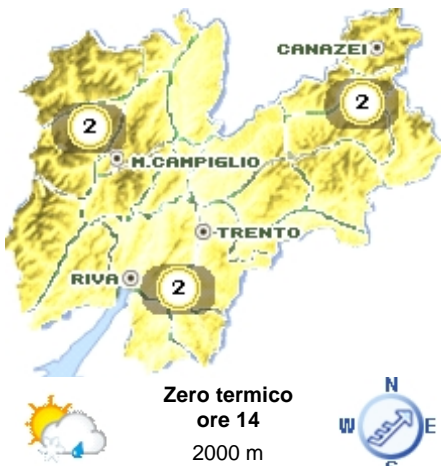 CANAZEI
2
2
M.CAMPIGLIO
TRENTO
RIVA
2
Zero termico
ore 14
2000 m
N
W E
S